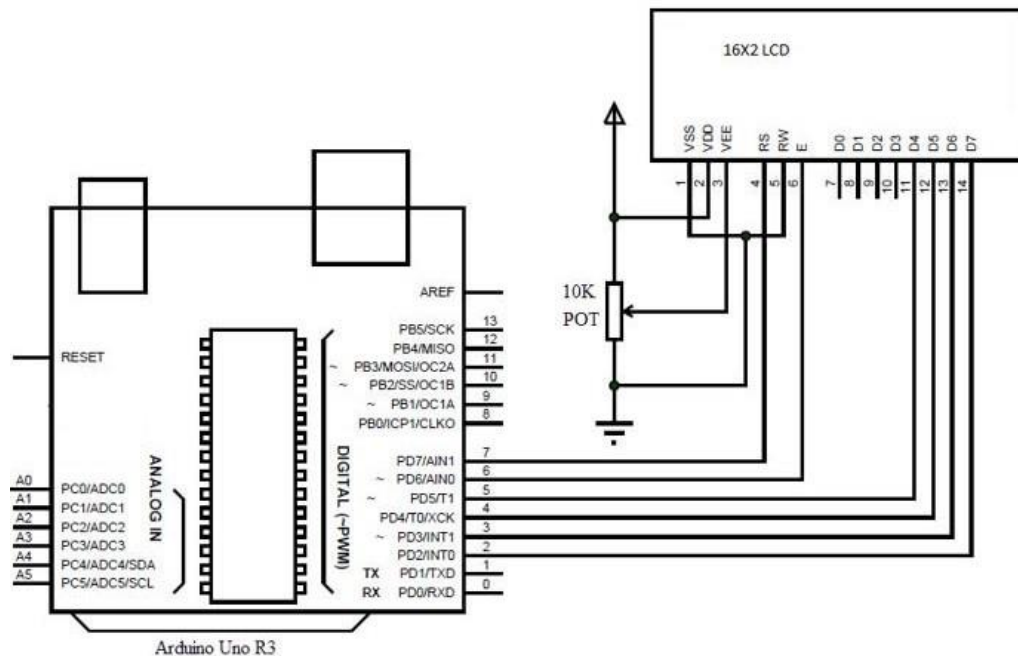 16X2 LCD
VSS
VDD
VEE
RS
RW
E
D0
D1
D2
D3
D4
D5
D6
D7
1
2
3
4
5
6
7
8
9
10
11
12
13
14
10K
POT
AREF
PB5/SCK 13
PB4/MISO 12
~ PB3/MOSI/OC2A 11
~ PB2/SS/OC1B 10
~ PB1/OC1A 9
PB0/ICP1/CLKO 8
PD7/AIN1 7
~ PD6/AIN0 6
~ PD5/T1 5
PD4/T0/XCK 4
~ PD3/INT1 3
PD2/INT0 2
TX PD1/TXD 1
RX PD0/RXD 0
RESET
A0 PC0/ADC0
A1 PC1/ADC1
A2 PC2/ADC2
A3 PC3/ADC3
A4 PC4/ADC4/SDA
A5 PC5/ADC5/SCL
ANALOG IN
DIGITAL (~PWM)
Arduino Uno R3